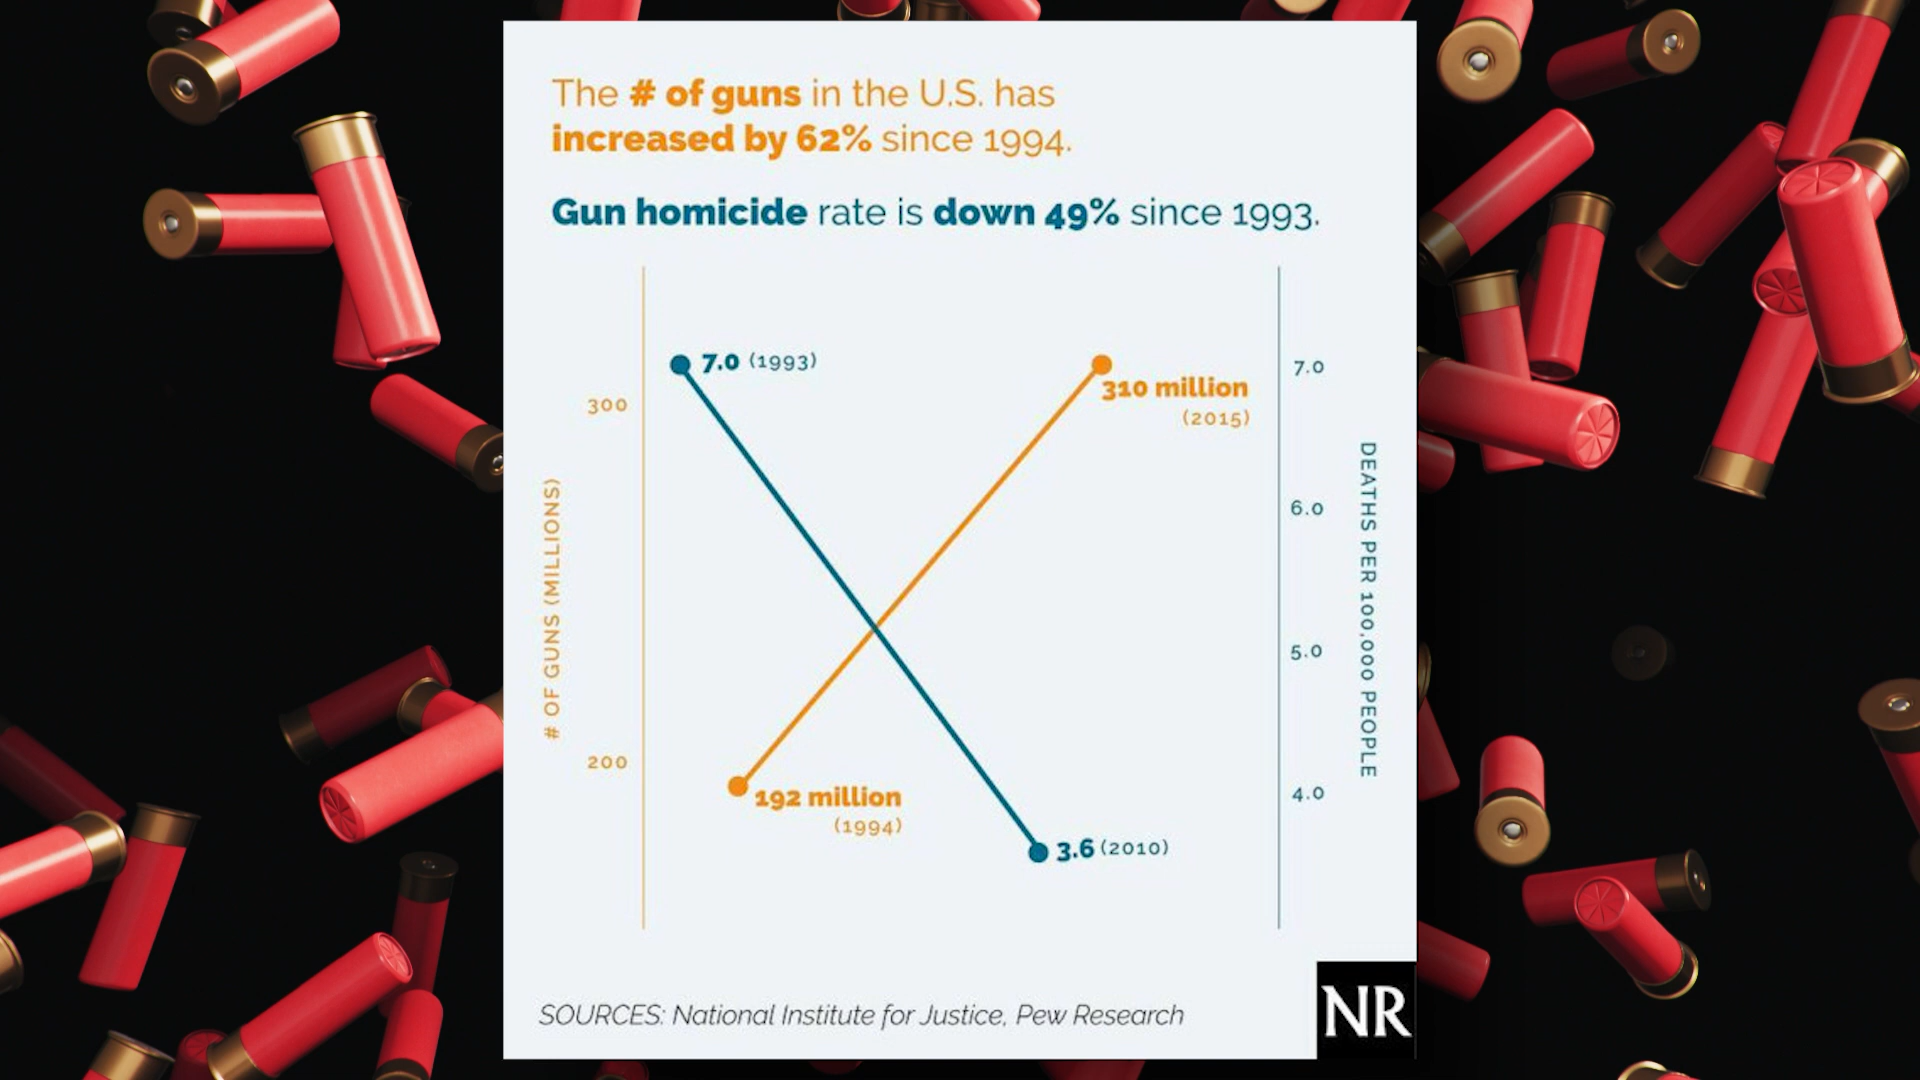 The # of guns in the U.S. has
increased by 62% since 1994.
Gun homicide rate is down 49% since 1993.
7.0 (1993)
310 million
(2015)
300
200
# OF GUNS (MILLIONS)
192 million
(1994)
3.6 (2010)
7.0
6.0
5.0
4.0
DEATHS PER 100,000 PEOPLE
SOURCES: National Institute for Justice, Pew Research
NR